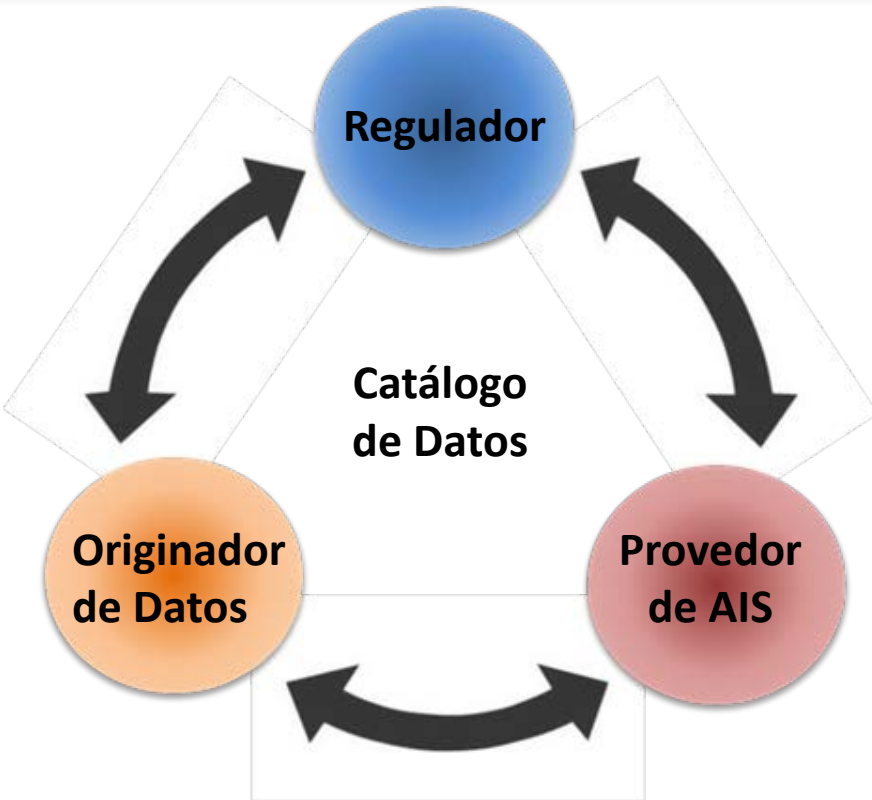 Regulador
Catálogo
de Datos
Originador
de Datos
Provedor
de AIS